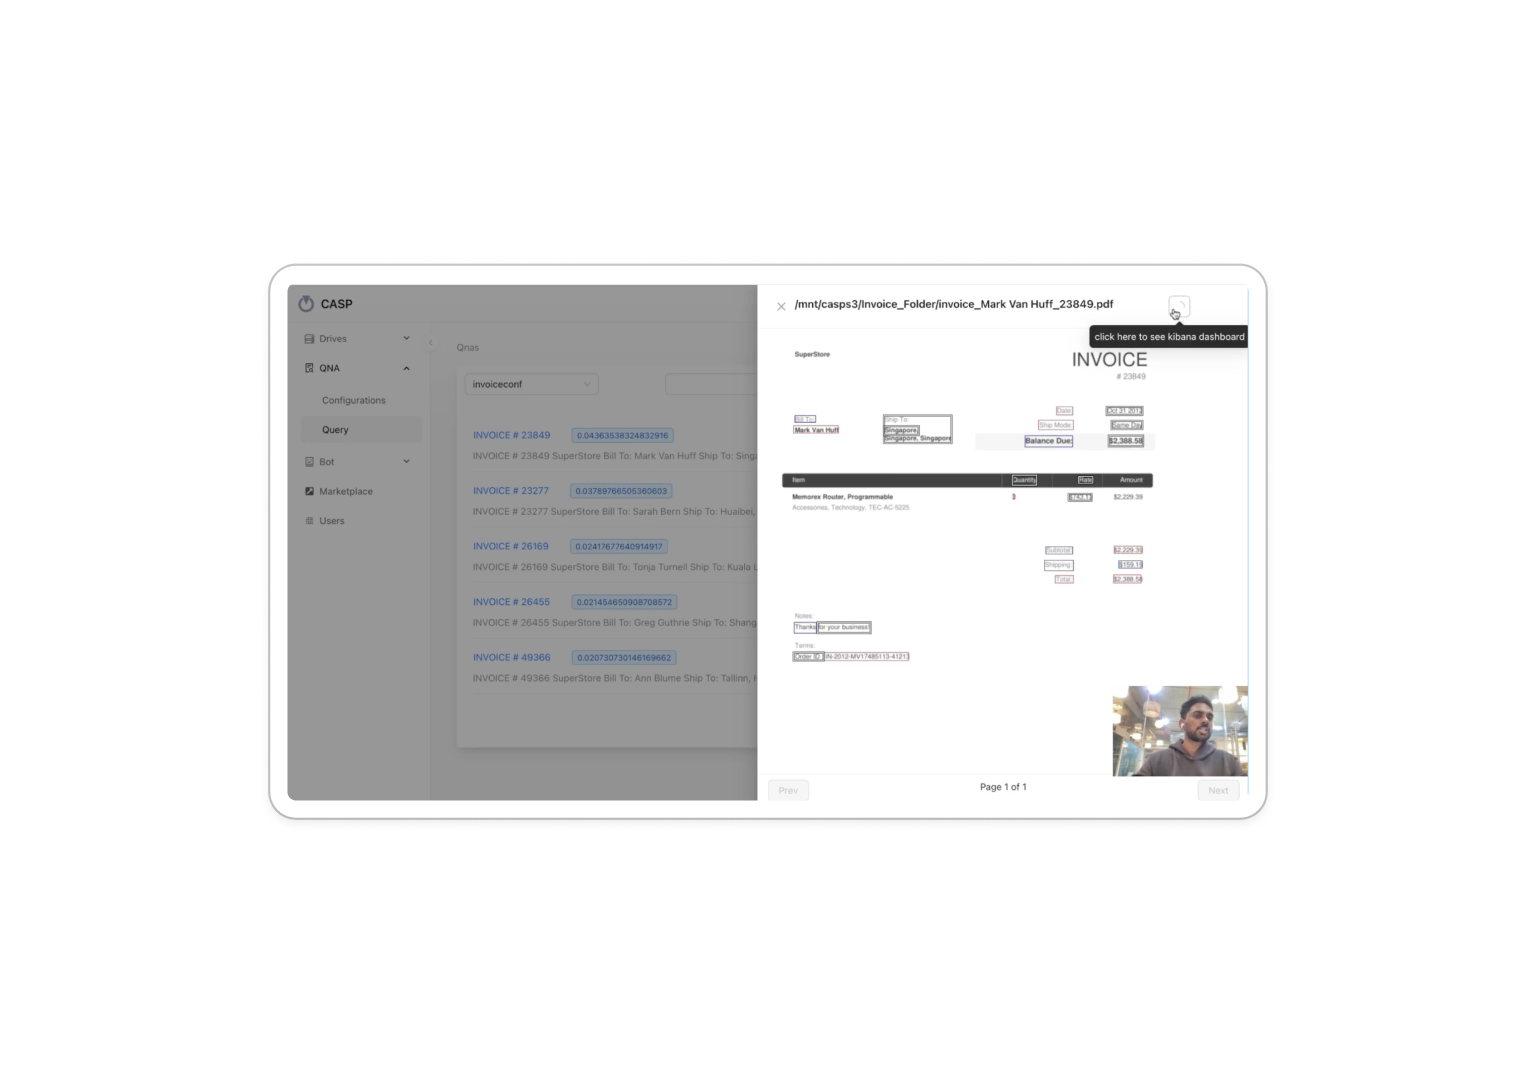 CASP
Drives
QNA
Configurations
Query
Bot
Marketplace
Users
Qnas
invoiceconf
INVOICE # 23849 0.04363538324832916
INVOICE # 23849 SuperStore Bill To: Mark Van Huff Ship To: Singa
INVOICE # 23277 0.03789766505360603
INVOICE # 23277 SuperStore Bill To: Sarah Bern Ship To: Huaibei,
INVOICE # 26169 0.02417677640914917
INVOICE # 26169 SuperStore Bill To: Tonja Turnell Ship To: Kuala L
INVOICE # 26455 0.021454650908708572
INVOICE # 26455 SuperStore Bill To: Greg Guthrie Ship To: Shang
INVOICE # 49366 0.020730730146169662
INVOICE # 49366 SuperStore Bill To: Ann Blume Ship To: Tallinn,
/mnt/casps3/Invoice_Folder/invoice_Mark Van Huff_23849.pdf
click here to see kibana dashboard
SuperStore
INVOICE
# 23849
Bill To:
Mark Van Huff
Ship To:
Singapore,
Singapore, Singapore
Date: Oct 31 2012
Ship Mode: Same Day
Balance Due: $2,388.58
Item Quantity Rate Amount
Memorex Router, Programmable $2,229.39
Accessories, Technology, TEC-AC-5225
Subtotal: $2,229.39
Shipping: $159.19
Total: $2,388.58
Notes:
Thanks for your business!
Terms:
Order ID : IN-2012-MV17485113-41213
Prev
Page 1 of 1
Next